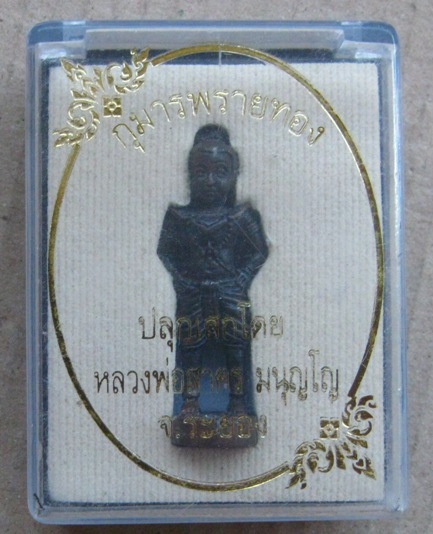 กุมารพรายทอง
ปลุกเสกโดย
หลวงพ่อสาคร มนุญโญ
จ.ระยอง